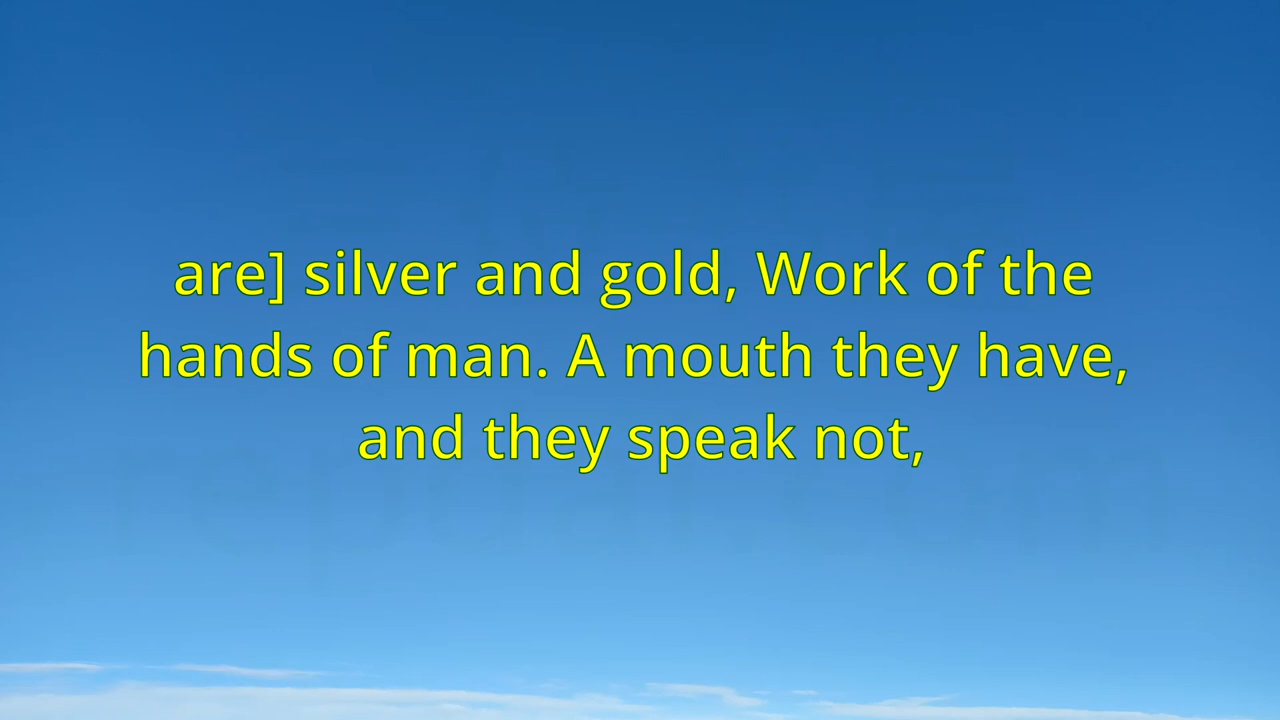 are] silver and gold, Work of the
hands of man. A mouth they have,
and they speak not,